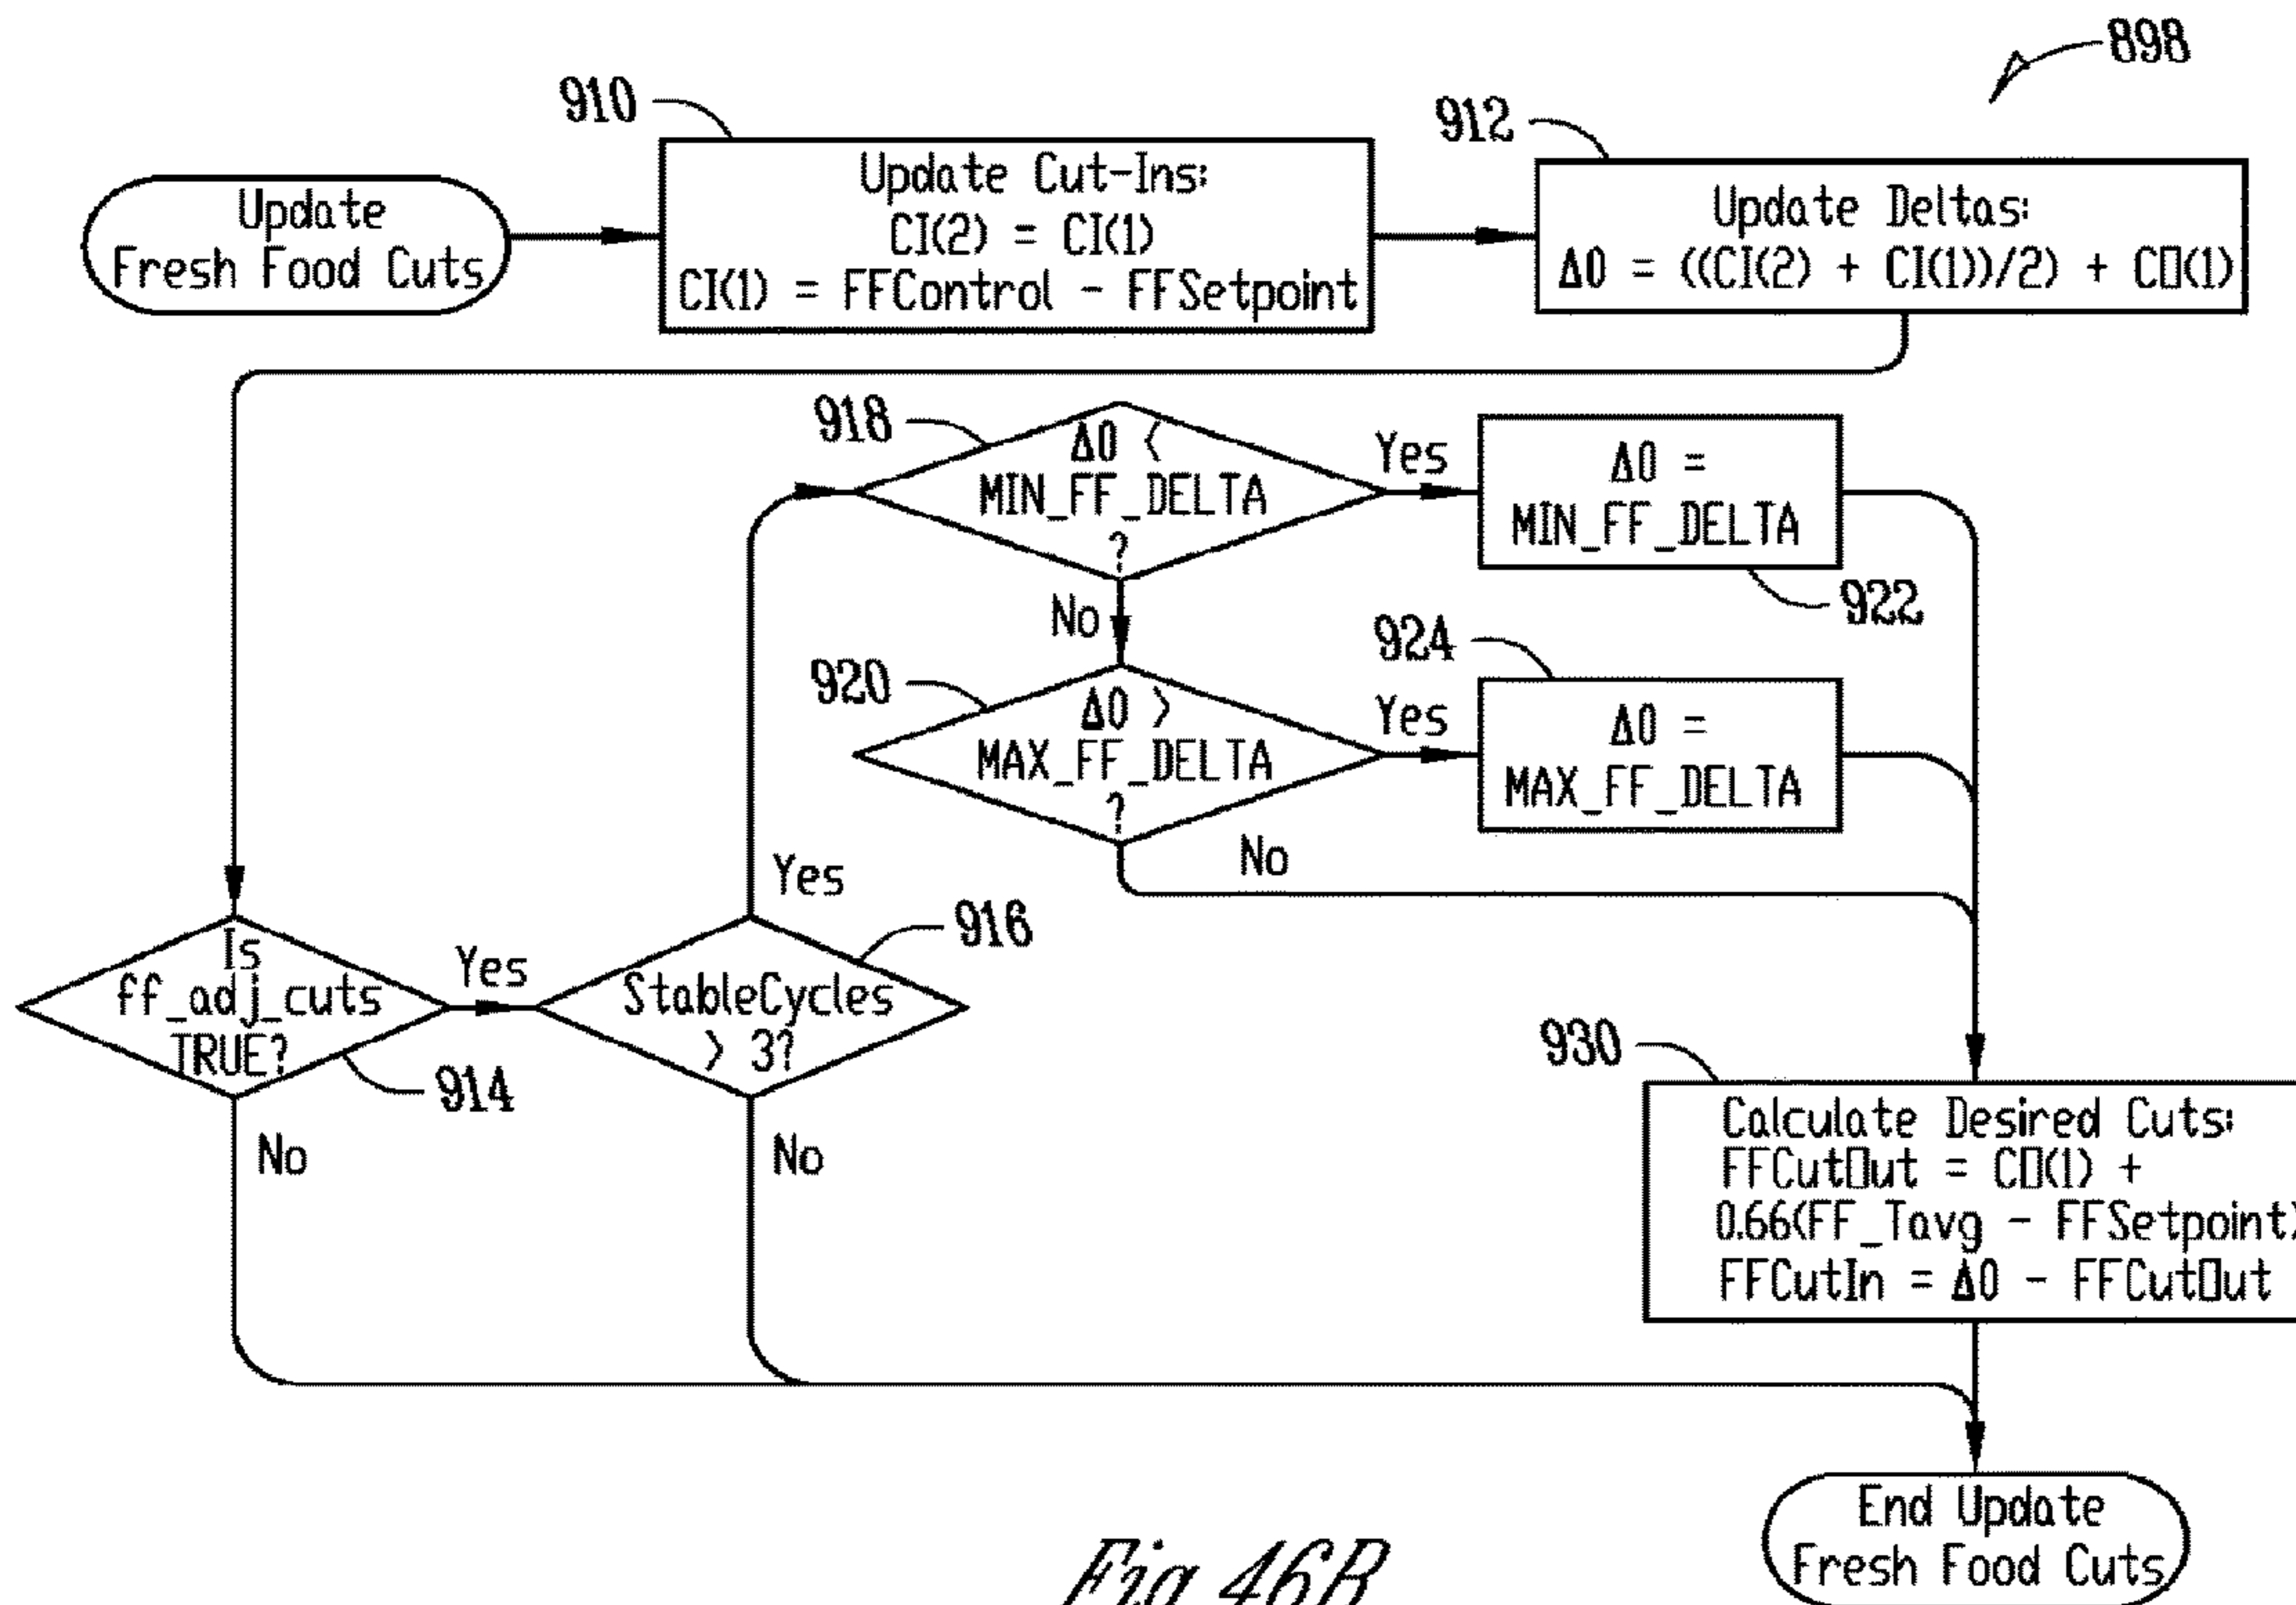 898
910
912
Update
Fresh Food Cuts
Update Cut-Ins:
CI(2) = CI(1)
CI(1) = FFControl - FFSetpoint
Update Deltas:
Δ0 = ((CI(2) + CI(1))/2) + CO(1)
918
Δ0 <
MIN_FF_DELTA
?
Yes
Δ0 =
MIN_FF_DELTA
922
No
920
Δ0 >
MAX_FF_DELTA
?
Yes
924
Δ0 =
MAX_FF_DELTA
No
Is
ff_adj_cuts
TRUE?
914
Yes
No
StableCycles
> 3?
916
Yes
No
930
Calculate Desired Cuts:
FFCutOut = CO(1) +
0.66(FF_Tavg - FFSetpoint)
FFCutIn = Δ0 - FFCutOut
End Update
Fresh Food Cuts
Fig 46B